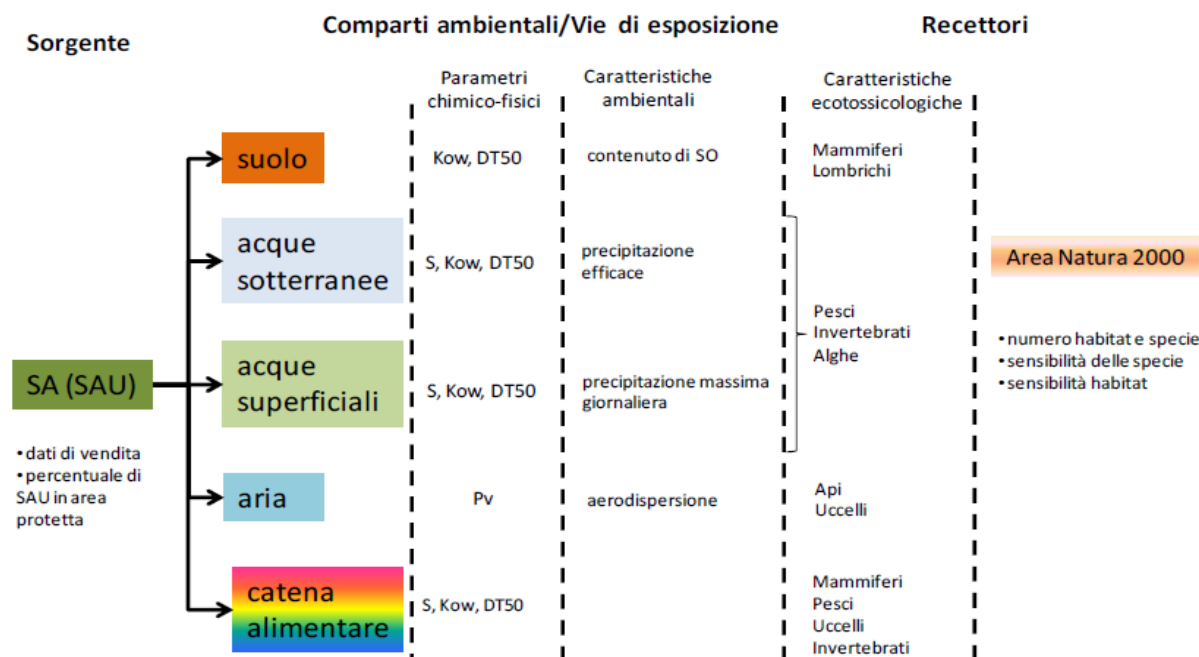 Sorgente
Comparti ambientali/Vie di esposizione
Recettori
Parametri
chimico-fisici
Caratteristiche
ambientali
Caratteristiche
ecotossicologiche
suolo
Kow, DT50
contenuto di SO
Mammiferi
Lombrichi
acque
sotterranee
S, Kow, DT50
precipitazione
efficace
Pesci
Invertebrati
Alghe
Area Natura 2000
•numero habitat e specie
•sensibilità delle specie
•sensibilità habitat
SA (SAU)
•dati di vendita
•percentuale di
SAU in area
protetta
acque
superficiali
S, Kow, DT50
precipitazione massima
giornaliera
aria
Pv
aerodispersione
Api
Uccelli
catena
alimentare
S, Kow, DT50
Mammiferi
Pesci
Uccelli
Invertebrati